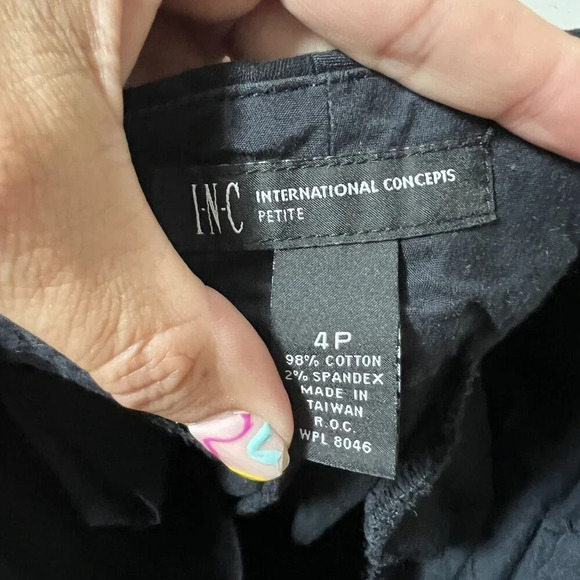 I·N·C INTERNATIONAL CONCEPTS
PETITE
4P
98% COTTON
2% SPANDEX
MADE IN
TAIWAN
R.O.C.
WPL 8046